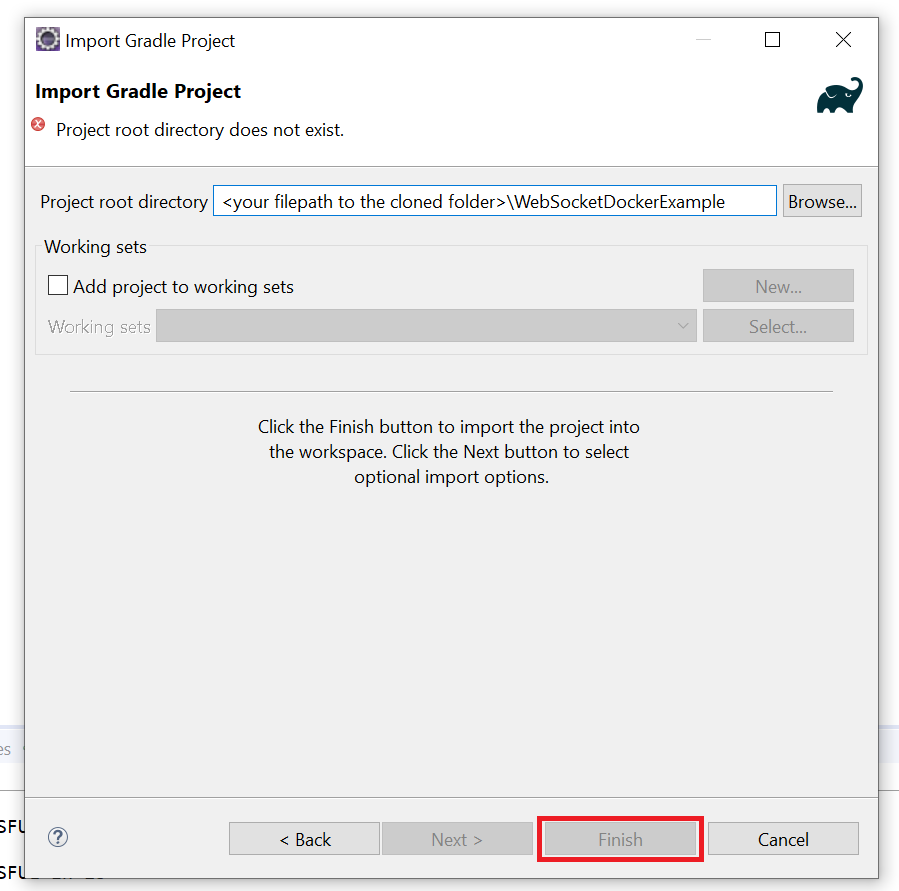 Import Gradle Project
Import Gradle Project
Project root directory does not exist.
Project root directory <your filepath to the cloned folder>\WebSocketDockerExample Browse...
Working sets
Add project to working sets New...
Working sets Select...
Click the Finish button to import the project into
the workspace. Click the Next button to select
optional import options.
es
SFU
SFU
? < Back Next > Finish Cancel